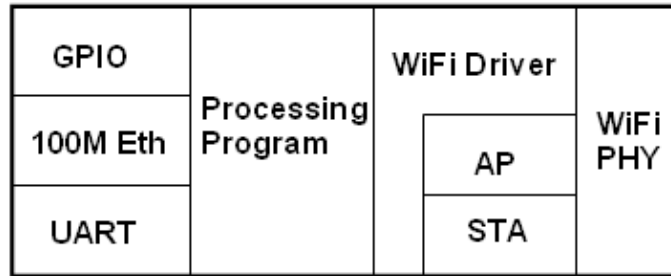 GPIO
100M Eth
UART
Processing
Program
WiFi Driver
AP
STA
WiFi
PHY